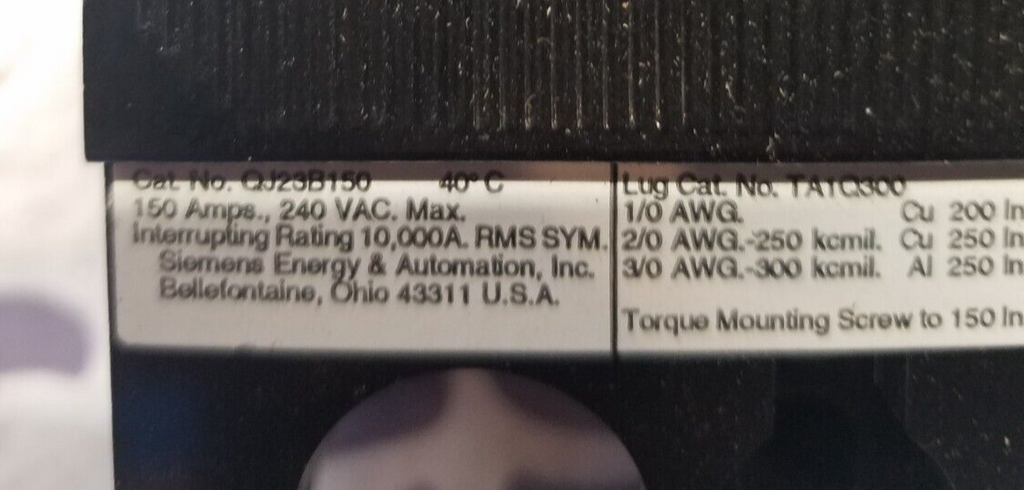 Cat. No. QJ23B150 40°C
150 Amps., 240 VAC. Max.
Interrupting Rating 10,000A. RMS SYM.
Siemens Energy & Automation, Inc.
Bellefontaine, Ohio 43311 U.S.A.
Lug Cat. No. TA1Q300
1/0 AWG. Cu 200 In
2/0 AWG.-250 kcmil. Cu 250 In
3/0 AWG.-300 kcmil. Al 250 In
Torque Mounting Screw to 150 In